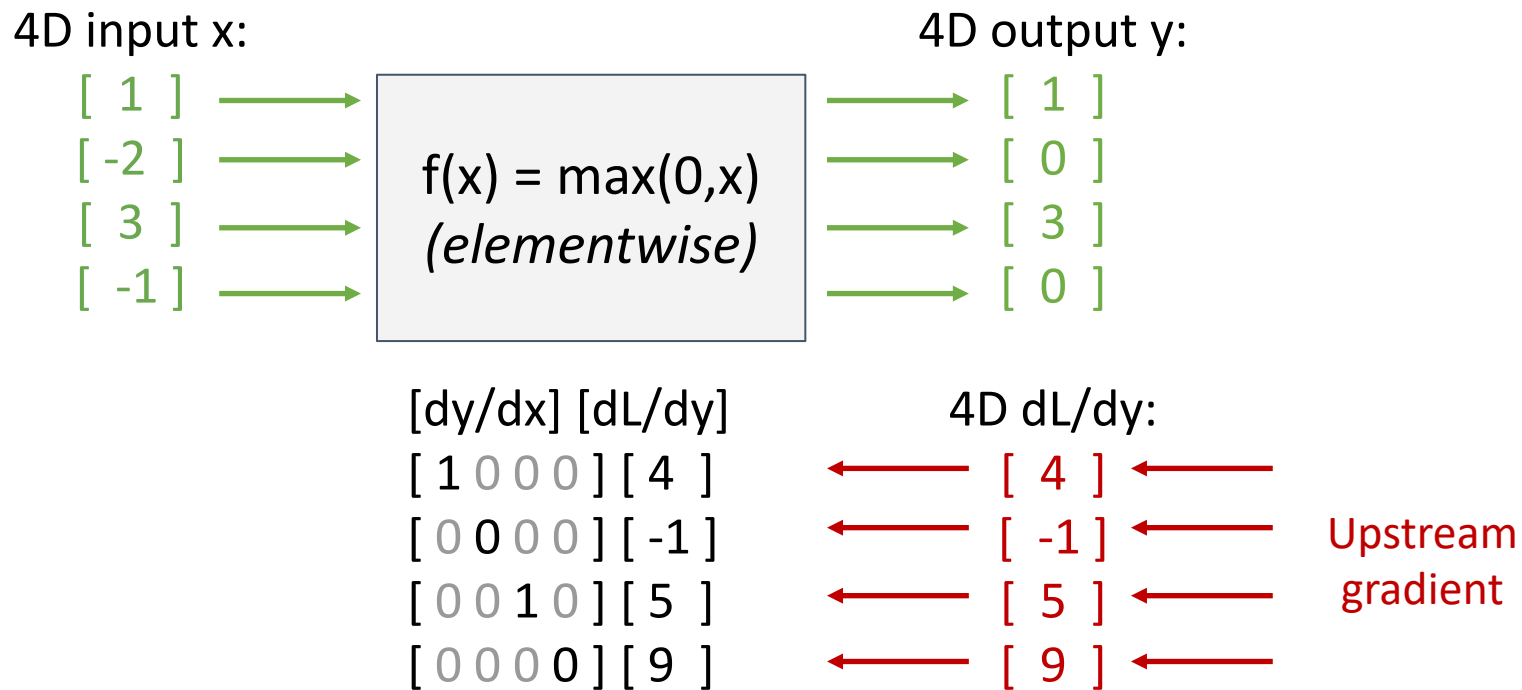 4D input x:
4D output y:
[ 1 ]
[ -2 ]
[ 3 ]
[ -1 ]
f(x) = max(0,x)
(elementwise)
[ 1 ]
[ 0 ]
[ 3 ]
[ 0 ]
[dy/dx] [dL/dy]
[ 1 0 0 0 ] [ 4 ]
[ 0 0 0 0 ] [ -1 ]
[ 0 0 1 0 ] [ 5 ]
[ 0 0 0 0 ] [ 9 ]
4D dL/dy:
[ 4 ]
[ -1 ]
[ 5 ]
[ 9 ]
Upstream
gradient